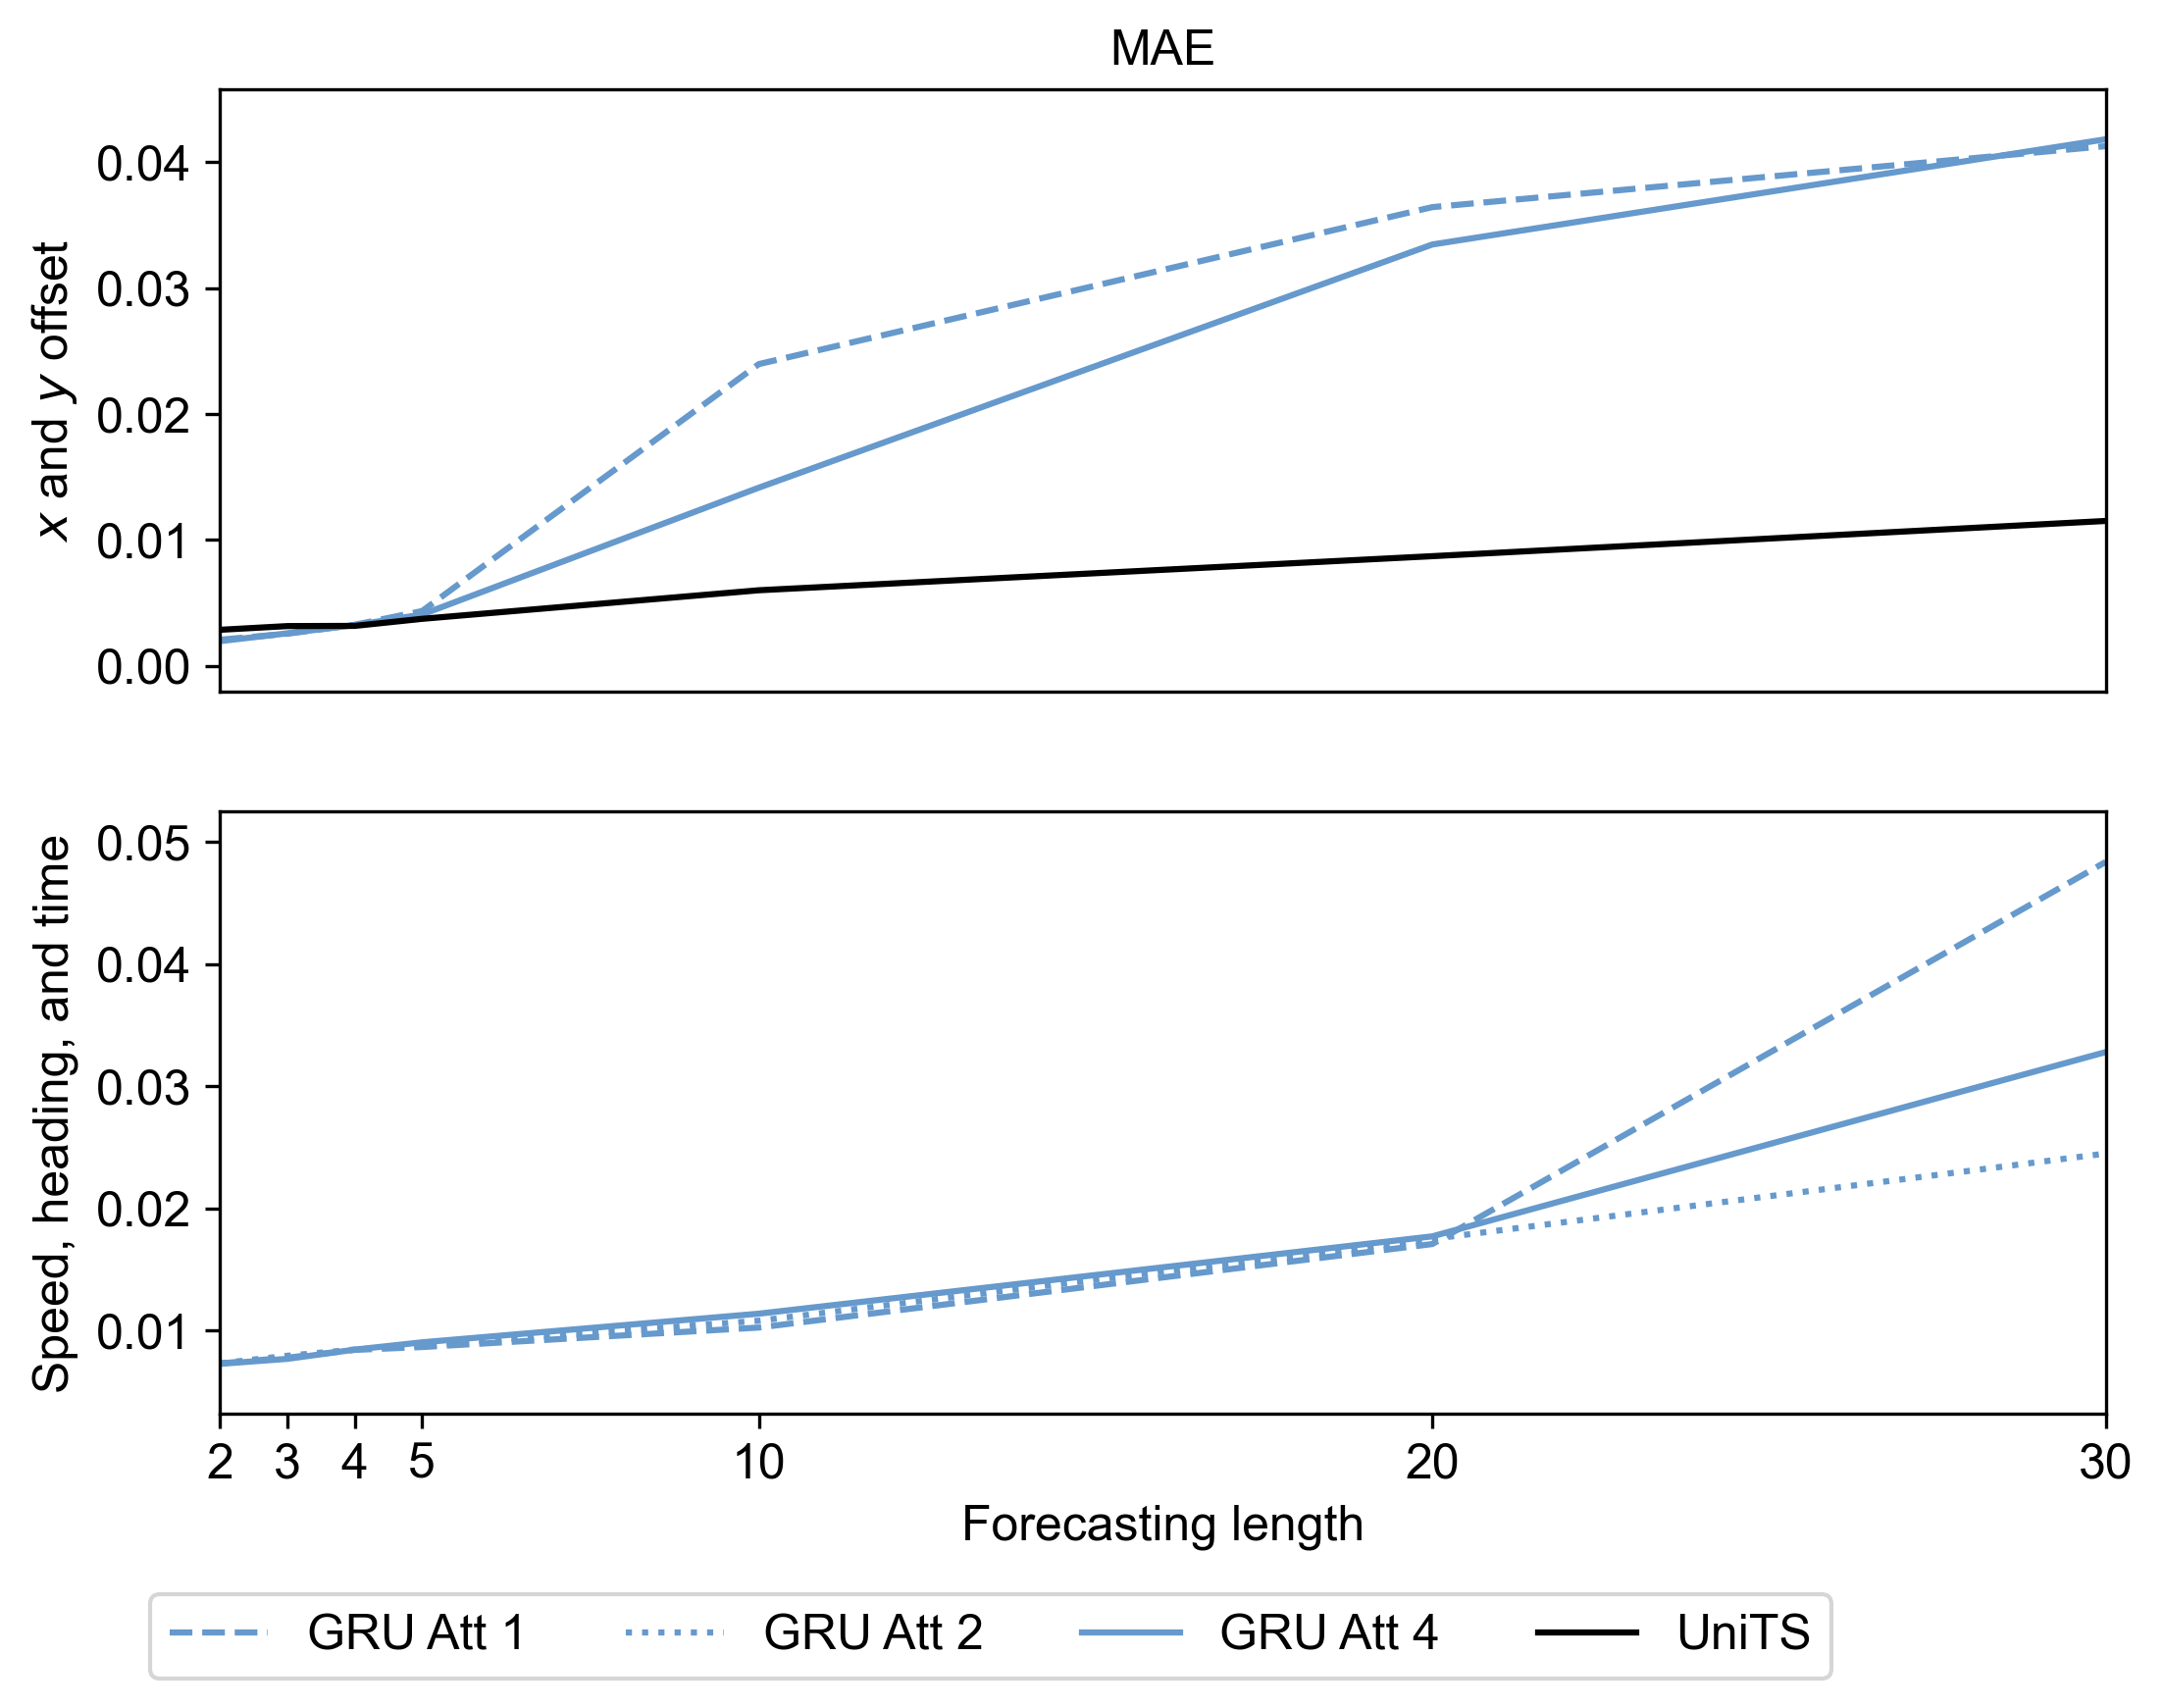 MAE
x and y offset
0.04
0.03
0.02
0.01
0.00
Speed, heading, and time
0.05
0.04
0.03
0.02
0.01
2 3 4 5 10 20 30
Forecasting length
GRU Att 1 GRU Att 2 GRU Att 4 UniTS